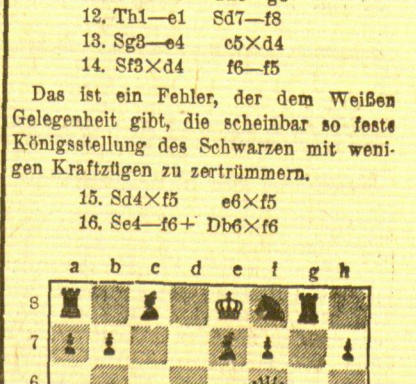 12. Th1—e1 Sd7—f8
13. Sg3—e4 c5×d4
14. Sf3×d4 f6—f5
Das ist ein Fehler, der dem Weißen
Gelegenheit gibt, die scheinbar so feste
Königsstellung des Schwarzen mit weni-
gen Kraftzügen zu zertrümmern.
15. Sd4×f5 e6×f5
16. Se4—f6+ Db6×f6
a b c d e f g h
8
7